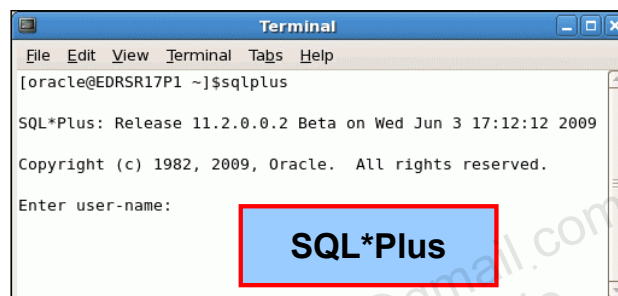 Terminal
File Edit View Terminal Tabs Help
[oracle@EDRSR17P1 ~]$sqlplus
SQL*Plus: Release 11.2.0.0.2 Beta on Wed Jun 3 17:12:12 2009
Copyright (c) 1982, 2009, Oracle. All rights reserved.
Enter user-name:
SQL*Plus
mail.com